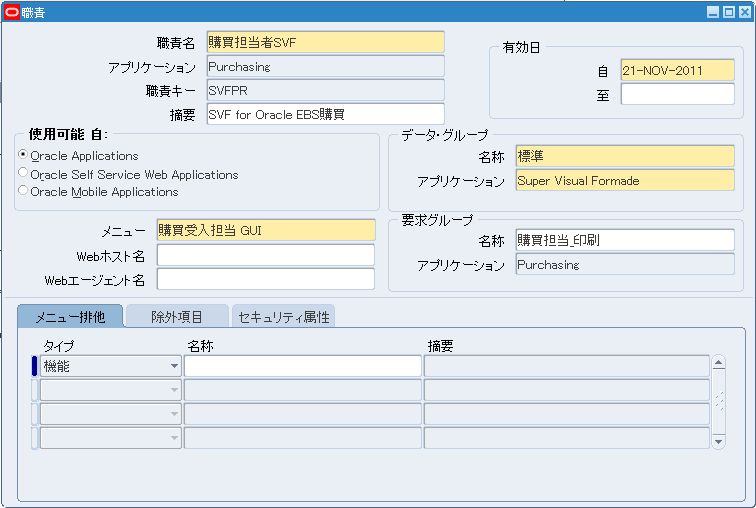 職責
職責名 購買担当者SVF
アプリケーション Purchasing
職責キー SVFPR
摘要 SVF for Oracle EBS購買
有効日
自 21-NOV-2011
至
使用可能 自:
Oracle Applications
Oracle Self Service Web Applications
Oracle Mobile Applications
データ・グループ
名称 標準
アプリケーション Super Visual Formade
メニュー 購買受入担当 GUI
Webホスト名
Webエージェント名
要求グループ
名称 購買担当_印刷
アプリケーション Purchasing
メニュー排他 除外項目 セキュリティ属性
タイプ 名称 摘要
機能